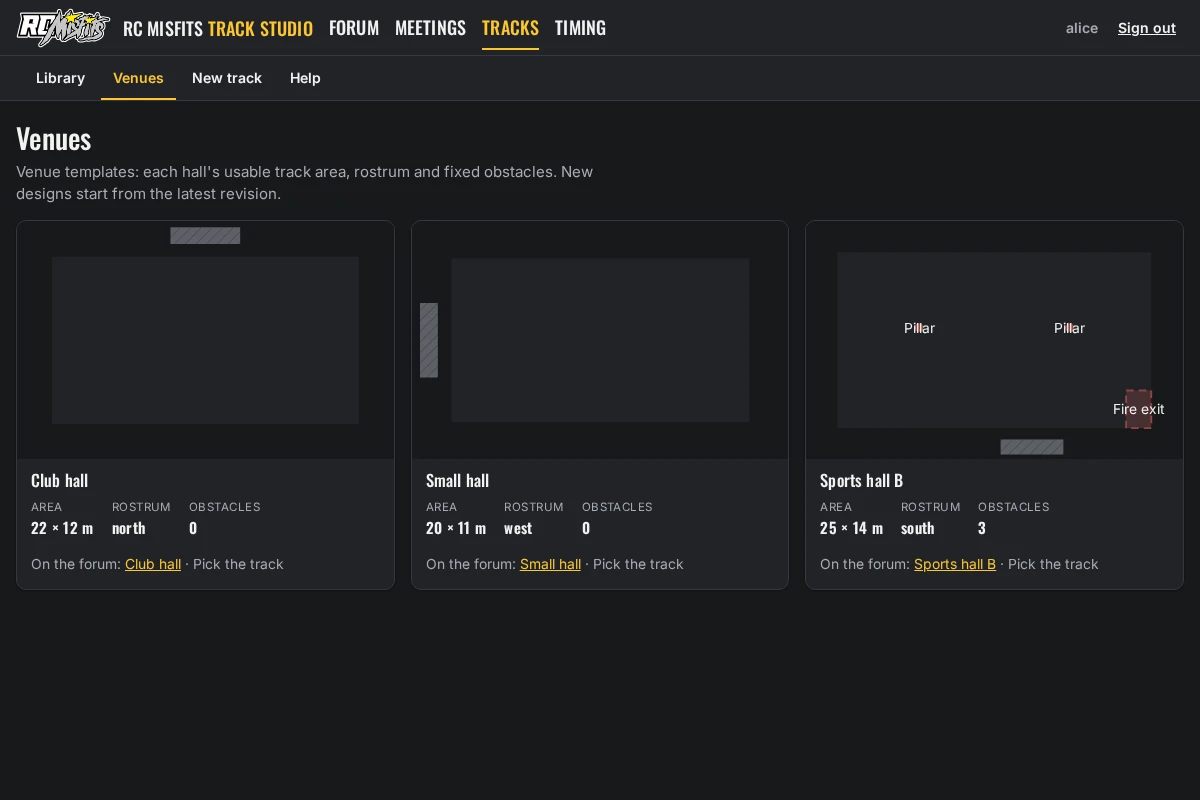 RC Misfits
RC MISFITS TRACK STUDIO FORUM MEETINGS TRACKS TIMING alice Sign out
Library Venues New track Help
Venues
Venue templates: each hall's usable track area, rostrum and fixed obstacles. New
designs start from the latest revision.
Pillar Pillar
Fire exit
Club hall
AREA ROSTRUM OBSTACLES
22 × 12 m north 0
On the forum: Club hall · Pick the track
Small hall
AREA ROSTRUM OBSTACLES
20 × 11 m west 0
On the forum: Small hall · Pick the track
Sports hall B
AREA ROSTRUM OBSTACLES
25 × 14 m south 3
On the forum: Sports hall B · Pick the track